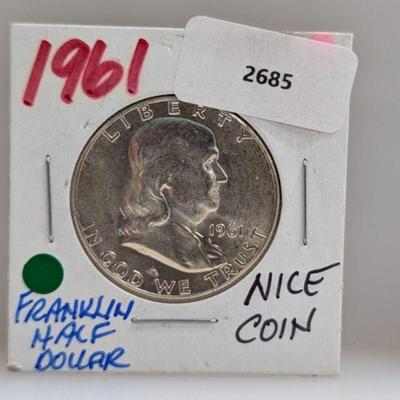 1961
2685
LIBERTY
1961
IN GOD WE TRUST
FRANKLIN
HALF
DOLLAR
NICE
COIN